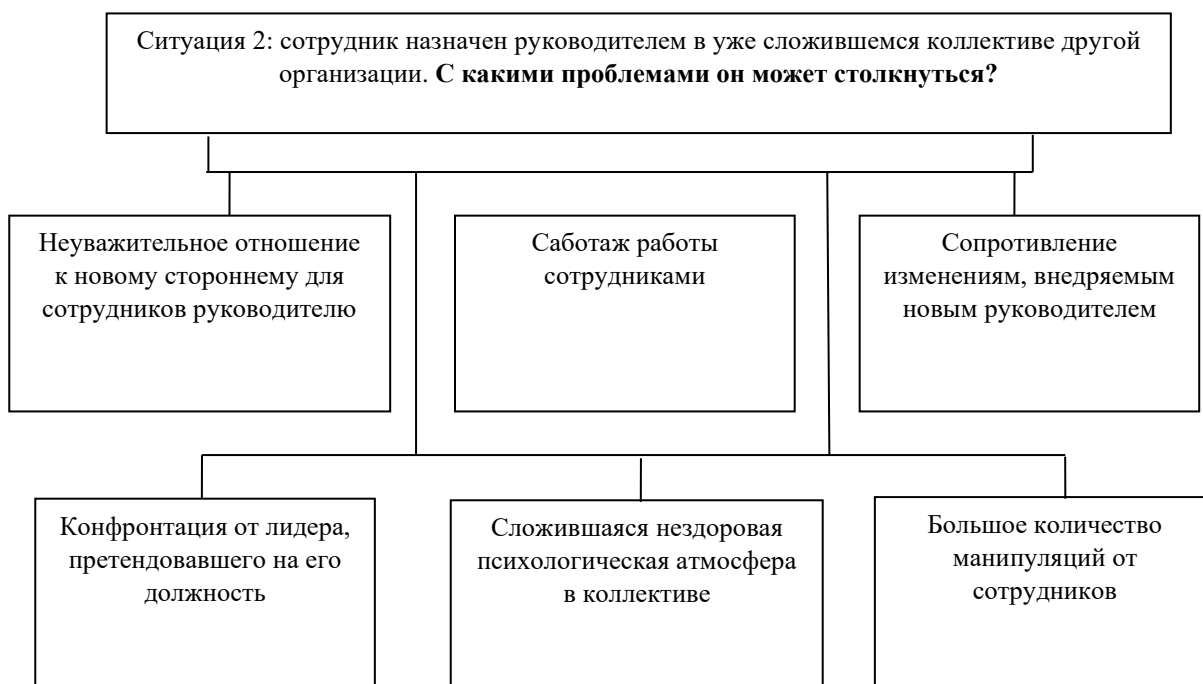 Ситуация 2: сотрудник назначен руководителем в уже сложившемся коллективе другой
организации. С какими проблемами он может столкнуться?
Неуважительное отношение
к новому стороннему для
сотрудников руководителю
Саботаж работы
сотрудниками
Сопротивление
изменениям, внедряемым
новым руководителем
Конфронтация от лидера,
претендовавшего на его
должность
Сложившаяся нездоровая
психологическая атмосфера
в коллективе
Большое количество
манипуляций от
сотрудников